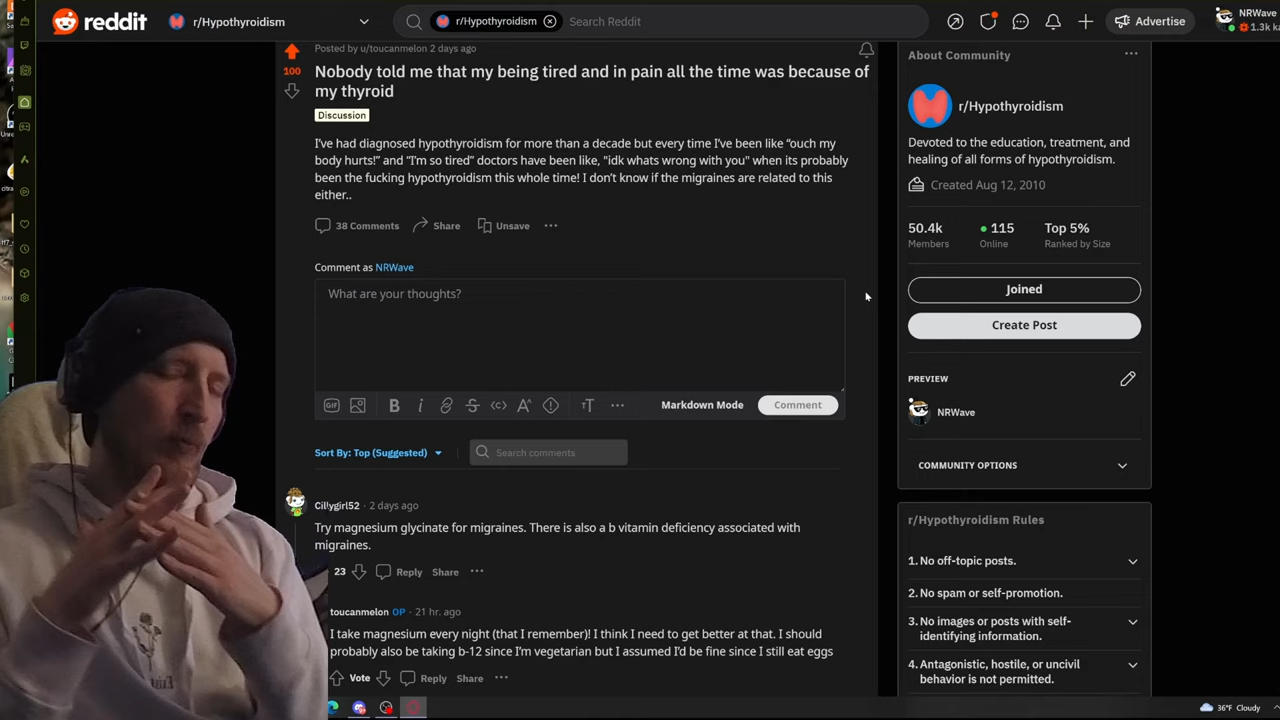 reddit
r/Hypothyroidism
r/Hypothyroidism
Search Reddit
Advertise
NRWave
1.3k ka
Posted by u/toucanmelon 2 days ago
100
Nobody told me that my being tired and in pain all the time was because of
my thyroid
Discussion
I've had diagnosed hypothyroidism for more than a decade but every time I've been like "ouch my
body hurts!" and "I'm so tired" doctors have been like, "idk whats wrong with you" when its probably
been the fucking hypothyroidism this whole time! I don't know if the migraines are related to this
either..
38 Comments
Share
Unsave
Comment as NRWave
What are your thoughts?
GIF
B
i
Markdown Mode
Comment
Sort By: Top (Suggested)
Search comments
Cillygirl52 · 2 days ago
Try magnesium glycinate for migraines. There is also a b vitamin deficiency associated with
migraines.
23
Reply
Share
toucanmelon OP · 21 hr. ago
I take magnesium every night (that I remember)! I think I need to get better at that. I should
probably also be taking b-12 since I'm vegetarian but I assumed I'd be fine since I still eat eggs
Vote
Reply
Share
About Community
r/Hypothyroidism
Devoted to the education, treatment, and
healing of all forms of hypothyroidism.
Created Aug 12, 2010
50.4k
115
Top 5%
Members
Online
Ranked by Size
Joined
Create Post
PREVIEW
NRWave
COMMUNITY OPTIONS
r/Hypothyroidism Rules
1. No off-topic posts.
2. No spam or self-promotion.
3. No images or posts with self-
identifying information.
4. Antagonistic, hostile, or uncivil
behavior is not permitted.
36°F Cloudy